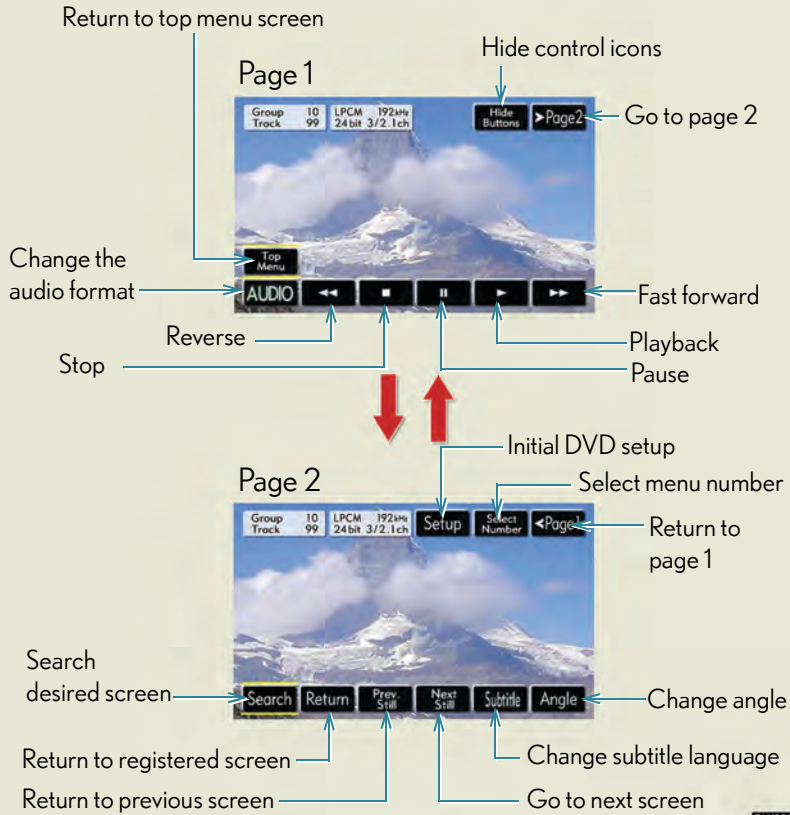 Return to top menu screen
Hide control icons
Page 1
Group 10
Track 99
LPCM 192kHz
24bit 3/2.1ch
Hide
Buttons
>Page2
Go to page 2
Top
Menu
Change the
audio format
AUDIO
Fast forward
Reverse
Playback
Stop
Pause
Initial DVD setup
Page 2
Select menu number
Group 10
Track 99
LPCM 192kHz
24bit 3/2.1ch
Setup
Select
Number
<Page1
Return to
page 1
Search
desired screen
Search
Return
Prev.
Still
Next
Still
Subtitle
Angle
Change angle
Return to registered screen
Change subtitle language
Return to previous screen
Go to next screen